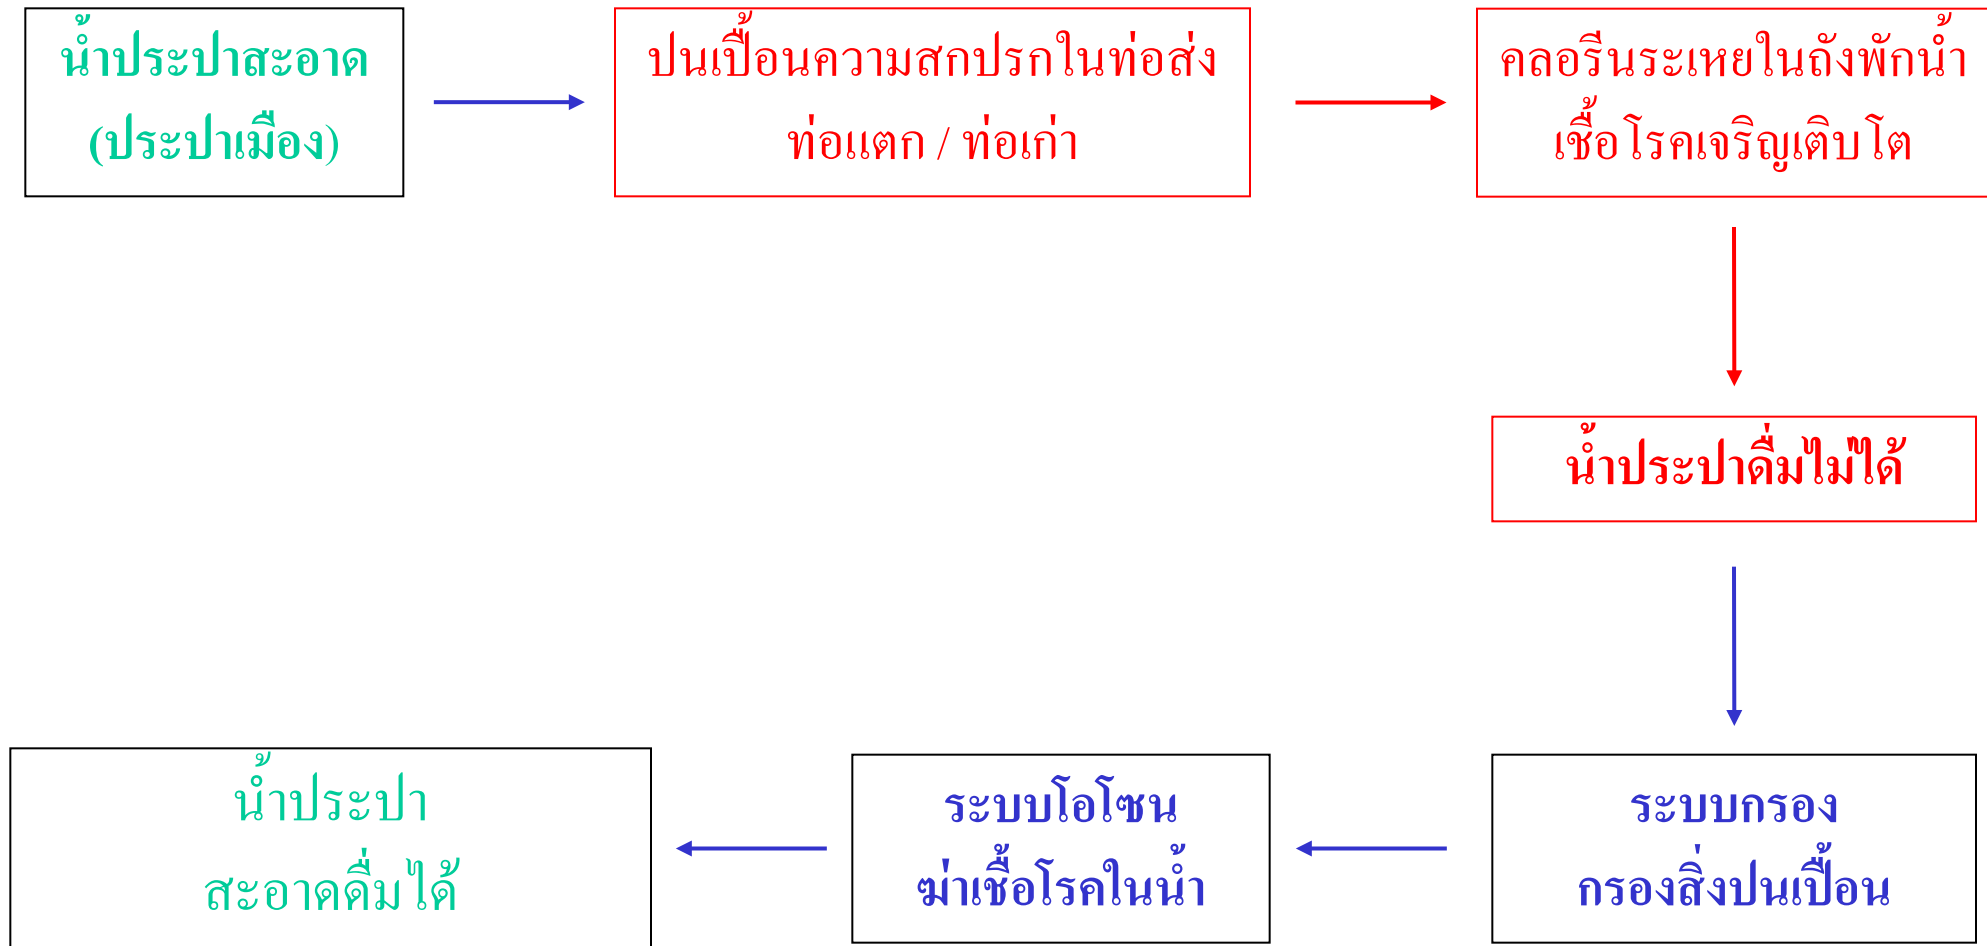 น้ำประปาสะอาด
(ประปาเมือง)
ปนเปื้อนความสกปรกในท่อส่ง
ท่อแตก / ท่อเก่า
คลอรีนระเหยในถังพักน้ำ
เชื้อโรคเจริญเติบโต
น้ำประปาดื่มไม่ได้
ระบบกรอง
กรองสิ่งปนเปื้อน
ระบบโอโซน
ฆ่าเชื้อโรคในน้ำ
น้ำประปา
สะอาดดื่มได้